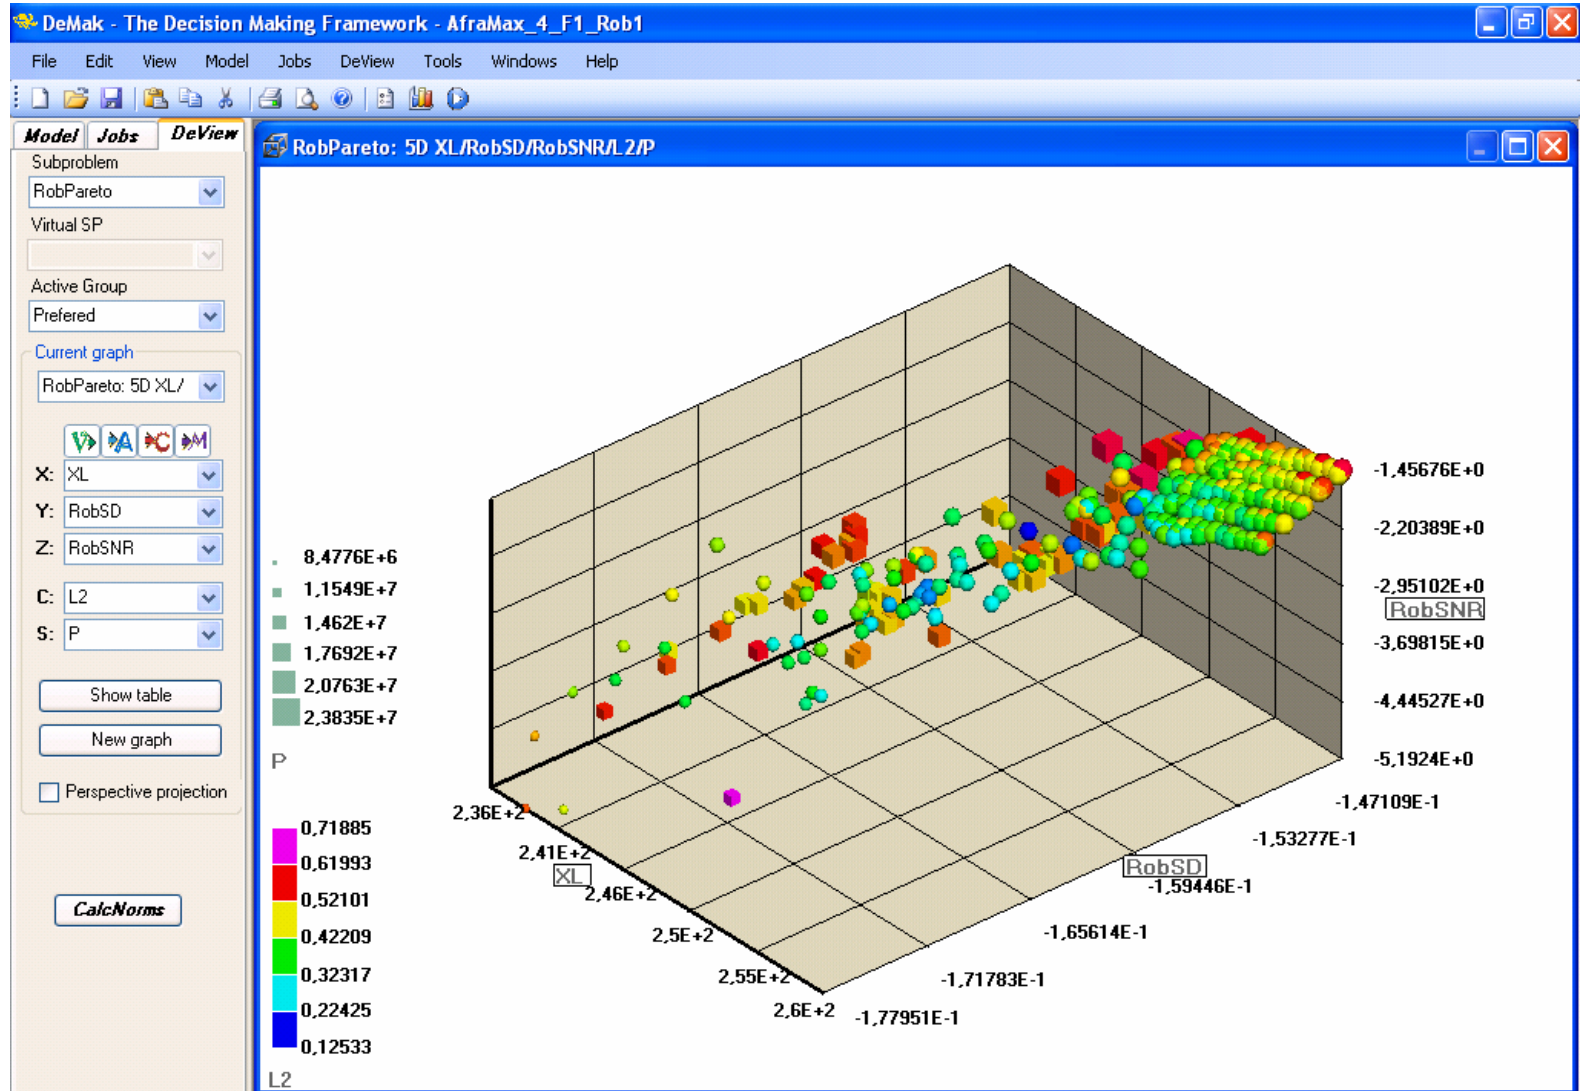 DeMak - The Decision Making Framework - AfraMax_4_F1_Rob1
File Edit View Model Jobs DeView Tools Windows Help
Model Jobs DeView
Subproblem
RobPareto
Virtual SP
Active Group
Prefered
Current graph
RobPareto: 5D XL/
V A C M
X: XL
Y: RobSD
Z: RobSNR
C: L2
S: P
Show table
New graph
Perspective projection
CalcNorms
RobPareto: 5D XL/RobSD/RobSNR/L2/P
8,4776E+6
1,1549E+7
1,462E+7
1,7692E+7
2,0763E+7
2,3835E+7
P
0,71885
0,61993
0,52101
0,42209
0,32317
0,22425
0,12533
L2
2,36E+2
2,41E+2
XL
2,46E+2
2,5E+2
2,55E+2
2,6E+2
-1,77951E-1
-1,71783E-1
-1,65614E-1
-1,59446E-1
RobSD
-1,53277E-1
-1,47109E-1
-1,45676E+0
-2,20389E+0
-2,95102E+0
RobSNR
-3,69815E+0
-4,44527E+0
-5,1924E+0